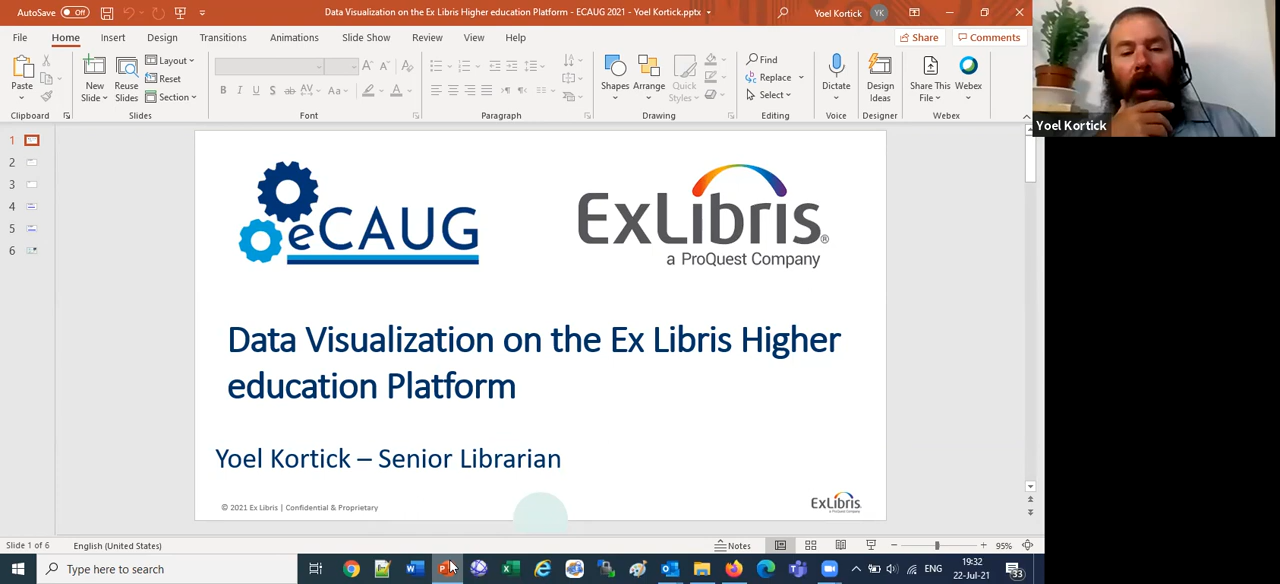 AutoSave Off Data Visualization on the Ex Libris Higher education Platform - ECAUG 2021 - Yoel Kortick.pptx Yoel Kortick YK
File Home Insert Design Transitions Animations Slide Show Review View Help Share Comments
Paste New Slide Reuse Slides Layout Reset Section B I U S ab AV Aa A Shapes Arrange Quick Styles Find Replace Select Dictate Design Ideas Share This File Webex
Clipboard Slides Font Paragraph Drawing Editing Voice Designer Webex
Yoel Kortick
1
2
3
4
5
6
eCAUG
ExLibris®
a ProQuest Company
Data Visualization on the Ex Libris Higher
education Platform
Yoel Kortick – Senior Librarian
© 2021 Ex Libris | Confidential & Proprietary
ExLibris
Slide 1 of 6 English (United States) Notes 95%
Type here to search ENG 19:32 22-Jul-21 33